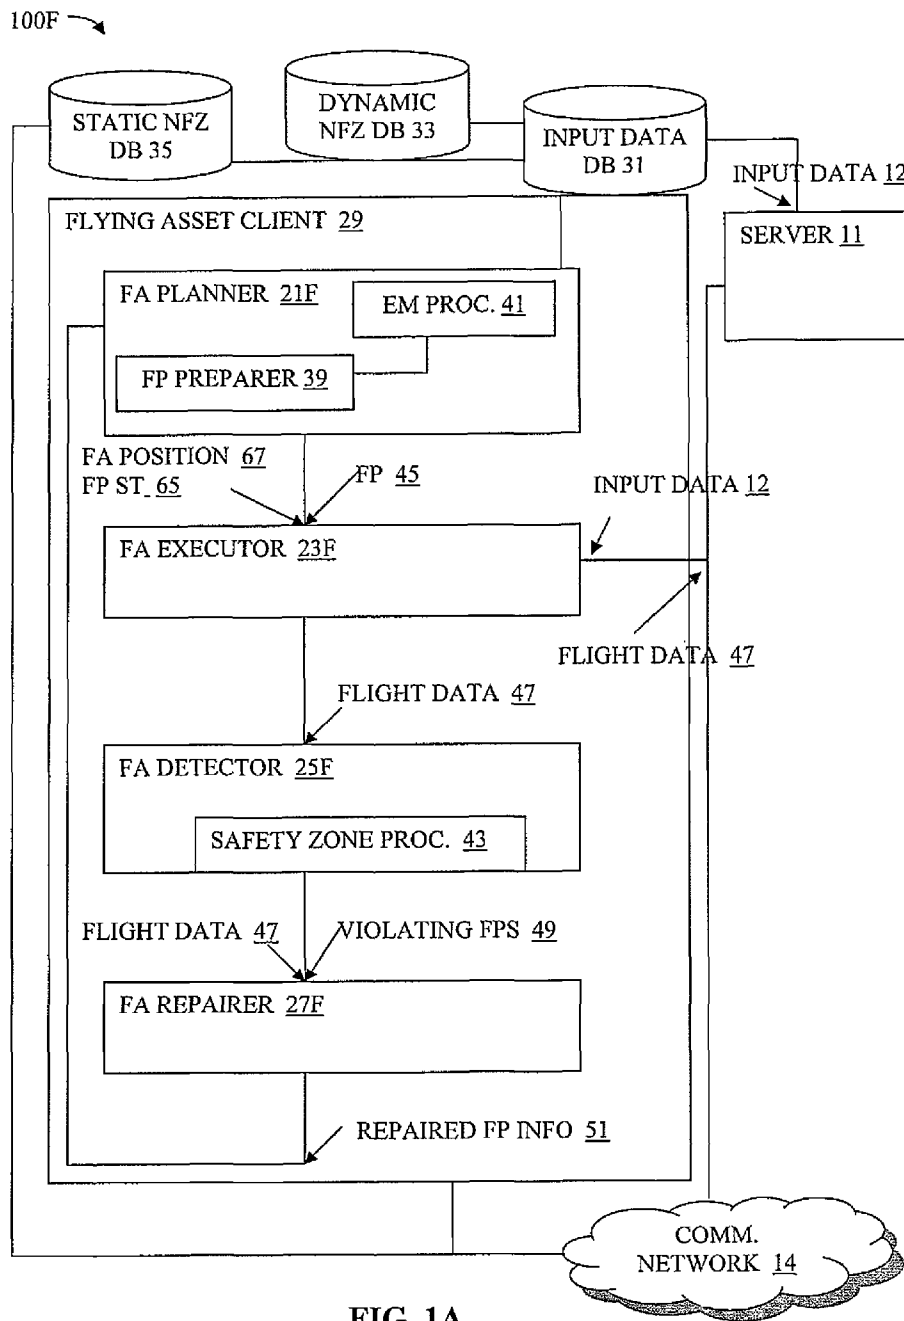 100F
STATIC NFZ
DB 35
DYNAMIC
NFZ DB 33
INPUT DATA
DB 31
INPUT DATA 12
FLYING ASSET CLIENT 29
SERVER 11
FA PLANNER 21F
EM PROC. 41
FP PREPARER 39
FA POSITION 67
FP ST 65
FP 45
INPUT DATA 12
FA EXECUTOR 23F
FLIGHT DATA 47
FLIGHT DATA 47
FA DETECTOR 25F
SAFETY ZONE PROC. 43
FLIGHT DATA 47
VIOLATING FPS 49
FA REPAIRER 27F
REPAIRED FP INFO 51
COMM.
NETWORK 14
FIG. 1A